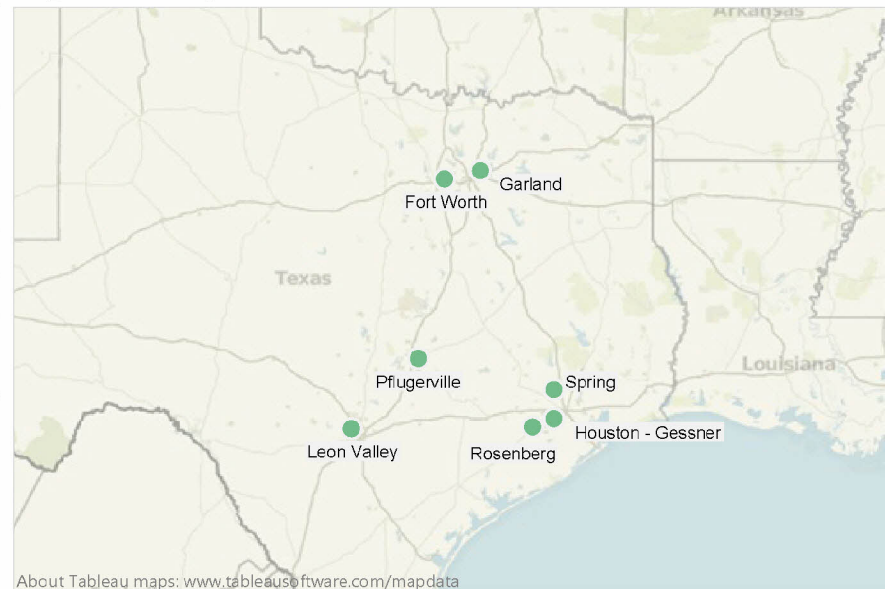 Arkansas
Garland
Fort Worth
Texas
Pflugerville
Spring
Louisiana
Houston - Gessner
Leon Valley
Rosenberg
About Tableau maps: www.tableausoftware.com/mapdata